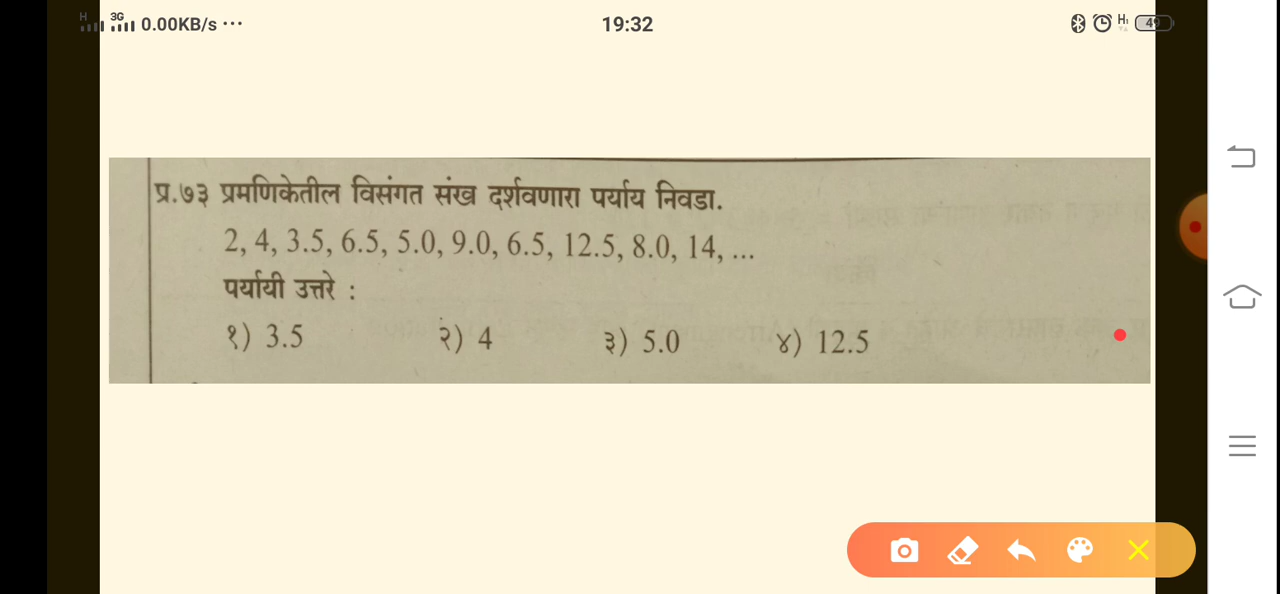 H 3G 0.00KB/s ... 19:32 H 49
प्र.७३ प्रमणिकेतील विसंगत संख दर्शवणारा पर्याय निवडा.
2, 4, 3.5, 6.5, 5.0, 9.0, 6.5, 12.5, 8.0, 14, ...
पर्यायी उत्तरे :
१) 3.5 २) 4 ३) 5.0 ४) 12.5